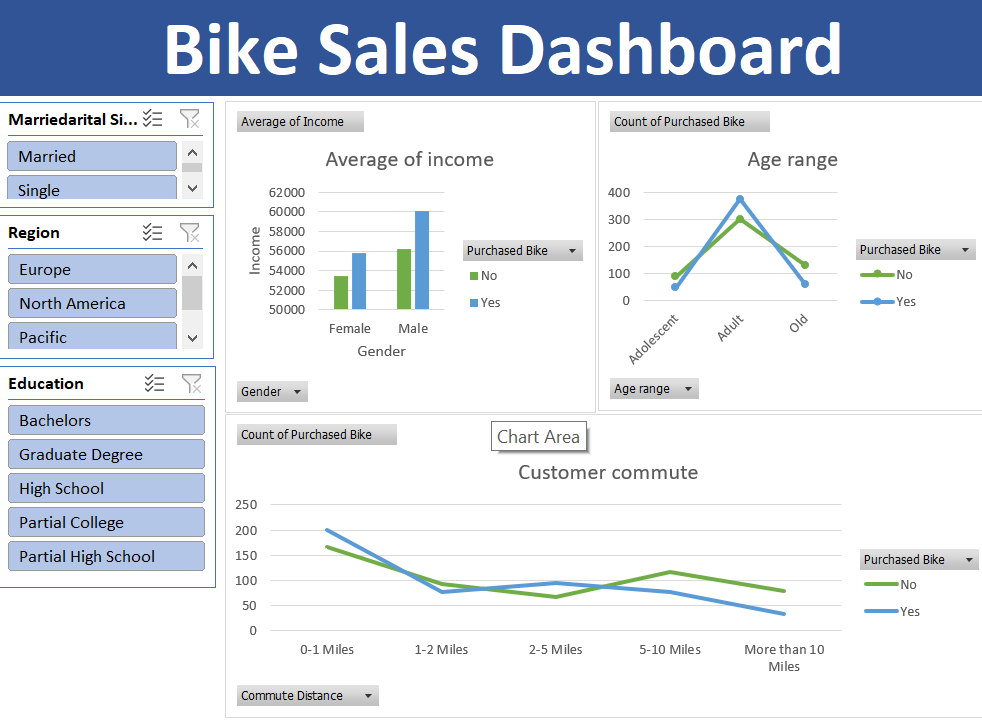 Bike Sales Dashboard
Marriedarital Si...
Married
Single
Region
Europe
North America
Pacific
Education
Bachelors
Graduate Degree
High School
Partial College
Partial High School
Average of Income
Average of income
62000
60000
58000
56000
54000
52000
50000
Income
Female Male
Gender
Purchased Bike
No
Yes
Gender
Count of Purchased Bike
Age range
400
300
200
100
0
Adolescent
Adult
Old
Purchased Bike
No
Yes
Age range
Count of Purchased Bike
Chart Area
Customer commute
250
200
150
100
50
0
0-1 Miles 1-2 Miles 2-5 Miles 5-10 Miles More than 10
Miles
Purchased Bike
No
Yes
Commute Distance